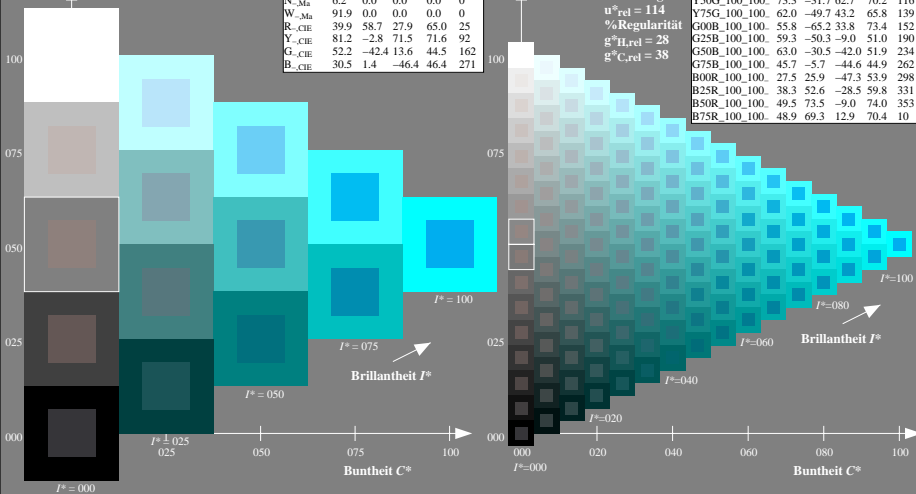 N–,Ma 6.2 0.0 0.0 0.0 0
W–,Ma 91.9 0.0 0.0 0.0 0
R–,CIE 39.9 58.7 27.9 65.0 25
Y–,CIE 81.2 −2.8 71.5 71.6 92
G–,CIE 52.2 −42.4 13.6 44.5 162
B–,CIE 30.5 1.4 −46.4 46.4 271
100
075
050
025
000
I* = 100
I* = 075
Brillantheit I*
I* = 050
I* = 025
I* = 000
025 050 075 100
Buntheit C*
u*rel = 114
%Regularität
g*H,rel = 28
g*C,rel = 38
Y50G_100_100– 73.3 −31.7 62.7 70.2 116
Y75G_100_100– 62.0 −49.7 43.2 65.8 139
G00B_100_100– 55.8 −65.2 33.8 73.4 152
G25B_100_100– 59.3 −50.3 −9.0 51.0 190
G50B_100_100– 63.0 −30.5 −42.0 51.9 234
G75B_100_100– 45.7 −5.7 −44.6 44.9 262
B00R_100_100– 27.5 25.9 −47.3 53.9 298
B25R_100_100– 38.3 52.6 −28.5 59.8 331
B50R_100_100– 49.5 73.5 −9.0 74.0 353
B75R_100_100– 48.9 69.3 12.9 70.4 10
100
075
050
025
000
I*=100
I*=080
Brillantheit I*
I*=060
I*=040
I*=020
I*=000
020 040 060 080 100
Buntheit C*